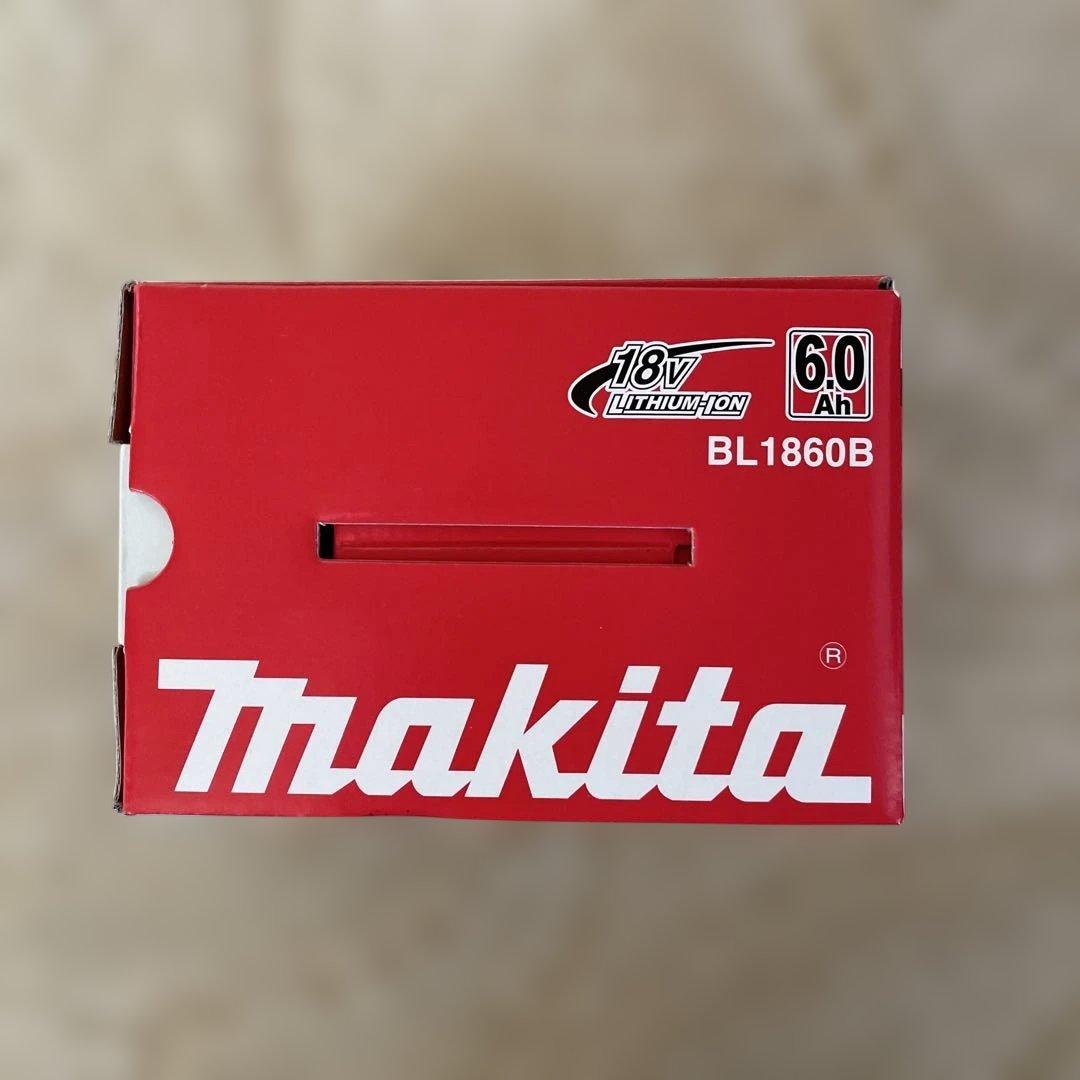 18V
LITHIUM-ION
6.0
Ah
BL1860B
makita
®